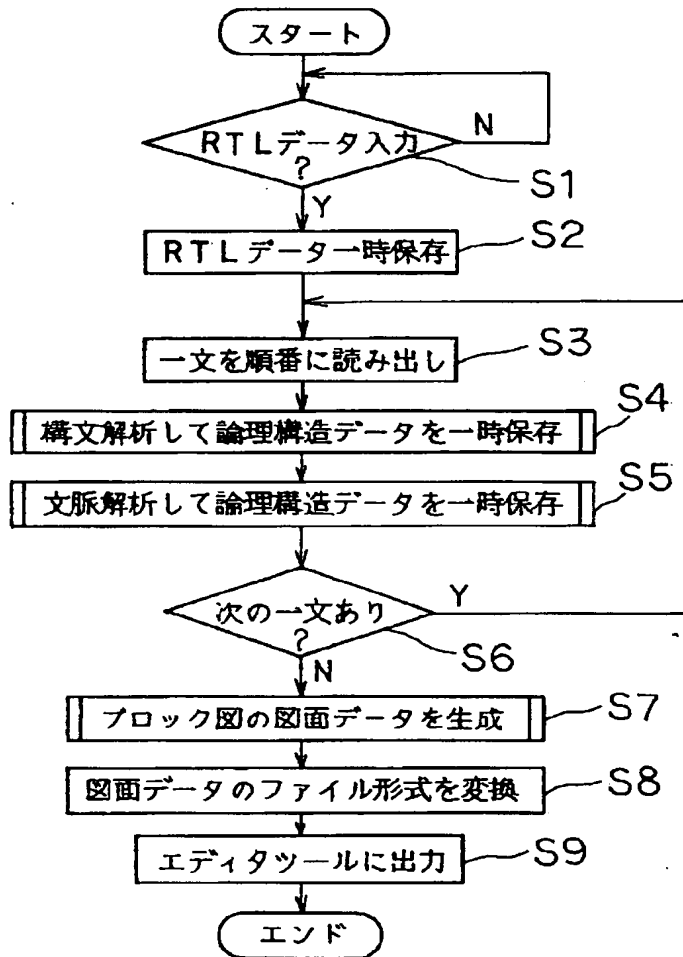 スタート
RTLデータ入力
?
N
S1
Y
S2
RTLデータ一時保存
S3
一文を順番に読み出し
S4
構文解析して論理構造データを一時保存
S5
文脈解析して論理構造データを一時保存
次の一文あり
?
Y
S6
N
S7
ブロック図の図面データを生成
S8
図面データのファイル形式を変換
S9
エディタツールに出力
エンド